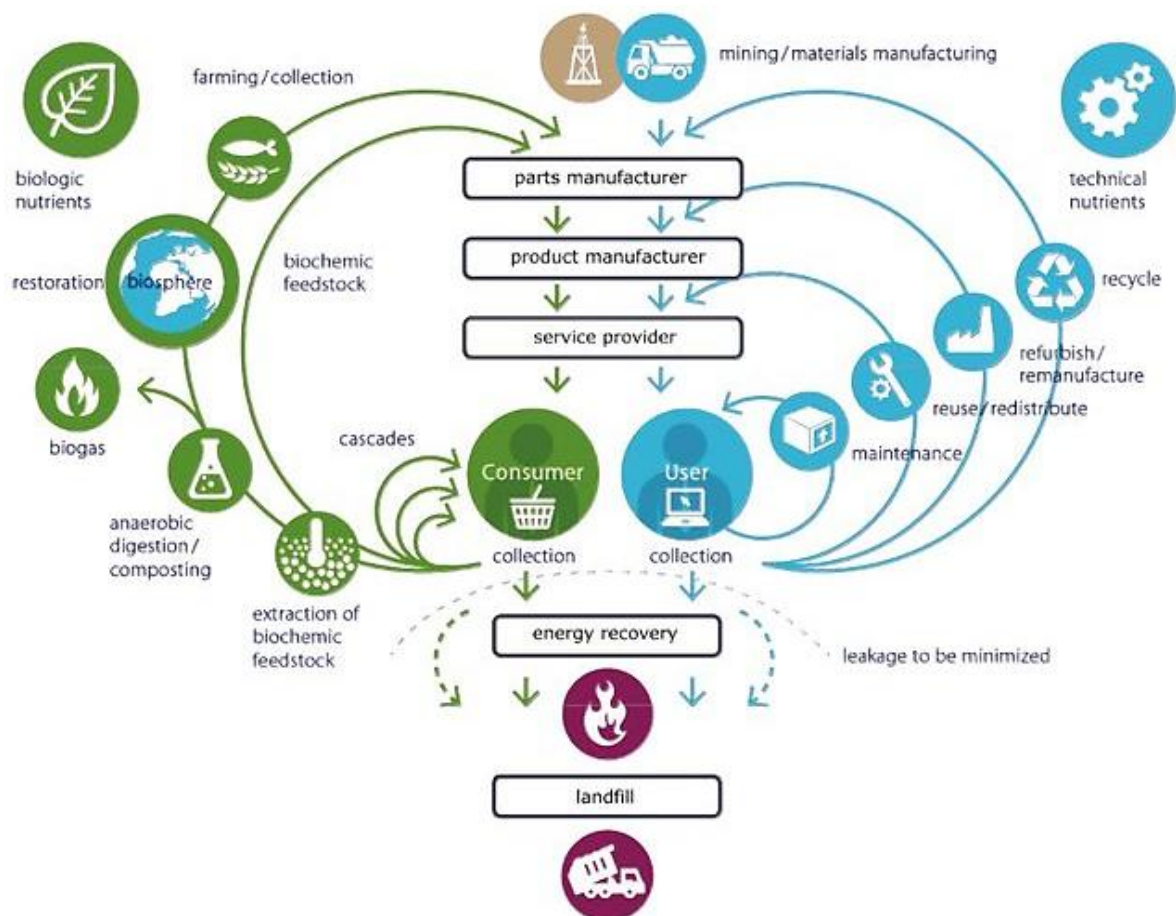 mining/materials manufacturing
farming/collection
biologic
nutrients
technical
nutrients
parts manufacturer
biochemic
feedstock
product manufacturer
restoration
biosphere
recycle
service provider
refurbish/
remanufacture
reuse/redistribute
biogas
cascades
maintenance
Consumer
User
anaerobic
digestion/
composting
collection
collection
extraction of
biochemic
feedstock
energy recovery
leakage to be minimized
landfill